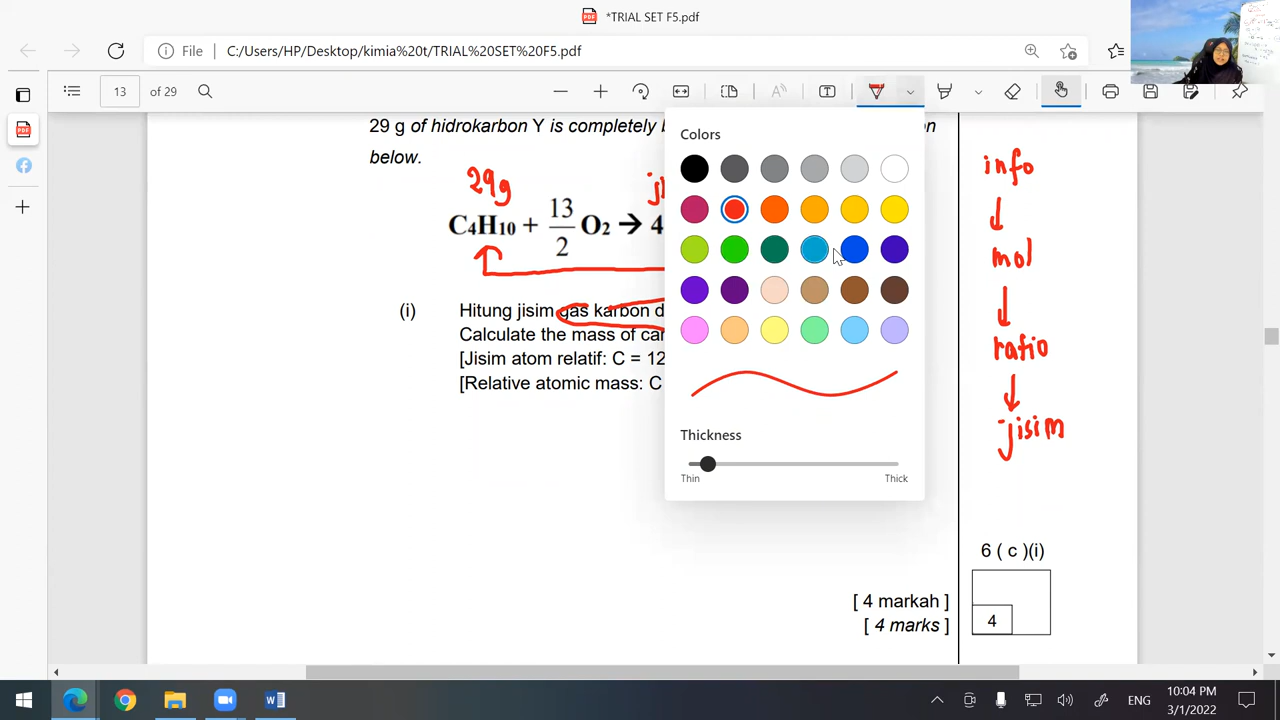 *TRIAL SET F5.pdf
File C:/Users/HP/Desktop/kimia%20t/TRIAL%20SET%20F5.pdf
13 of 29
29 g of hidrokarbon Y is completely
below.
29g
C4H10 + 13/2 O2 → 4
(i) Hitung jisim gas karbon d
Calculate the mass of car
[Jisim atom relatif: C = 12
[Relative atomic mass: C
[ 4 markah ]
[ 4 marks ]
Colors
Thickness
Thin Thick
info
↓
mol
↓
ratio
↓
jisim
6 ( c )(i)
4
ENG
10:04 PM
3/1/2022